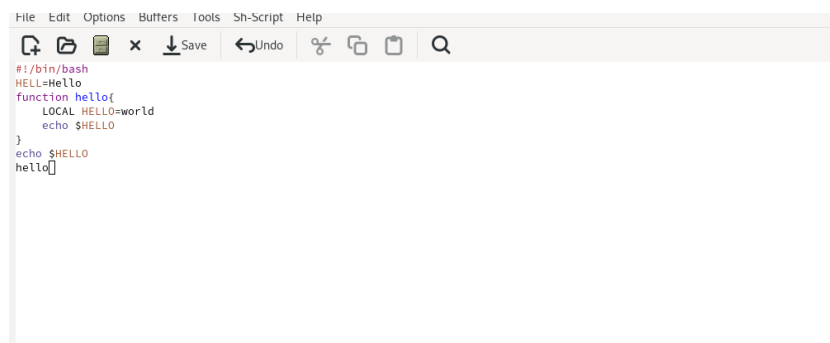 File Edit Options Buffers Tools Sh-Script Help
Save Undo
#!/bin/bash
HELL=Hello
function hello{
    LOCAL HELLO=world
    echo $HELLO
}
echo $HELLO
hello